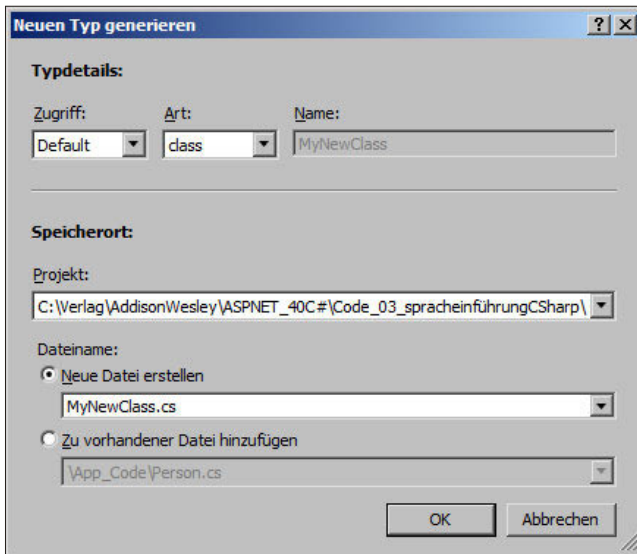 Neuen Typ generieren
Typdetails:
Zugriff: Art: Name:
Default class MyNewClass
Speicherort:
Projekt:
C:\Verlag\AddisonWesley\ASPNET_40C#\Code_03_spracheinführungCSharp\
Dateiname:
Neue Datei erstellen
MyNewClass.cs
Zu vorhandener Datei hinzufügen
\App_Code\Person.cs
OK Abbrechen